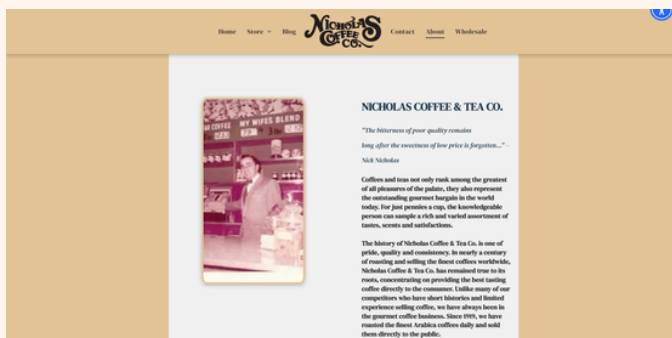 Home Store Blog NICHOLAS COFFEE CO. Contact About Wholesale
MY WIFES BLEND
NICHOLAS COFFEE & TEA CO.
"The bitterness of poor quality remains
long after the sweetness of low price is forgotten..." -
Nick Nicholas
Coffees and teas not only rank among the greatest
of all pleasures of the palate, they also represent
the outstanding gourmet bargain in the world
today. For just pennies a cup, the knowledgeable
person can sample a rich and varied assortment of
tastes, scents and satisfactions.
The history of Nicholas Coffee & Tea Co. is one of
pride, quality and consistency. In nearly a century
of roasting and selling the finest coffees worldwide,
Nicholas Coffee & Tea Co. has remained true to its
roots, concentrating on providing the best tasting
coffee directly to the consumer. Unlike many of our
competitors who have short histories and limited
experience selling coffee, we have always been in
the gourmet coffee business. Since 1919, we have
roasted the finest Arabica coffees daily and sold
them directly to the public.